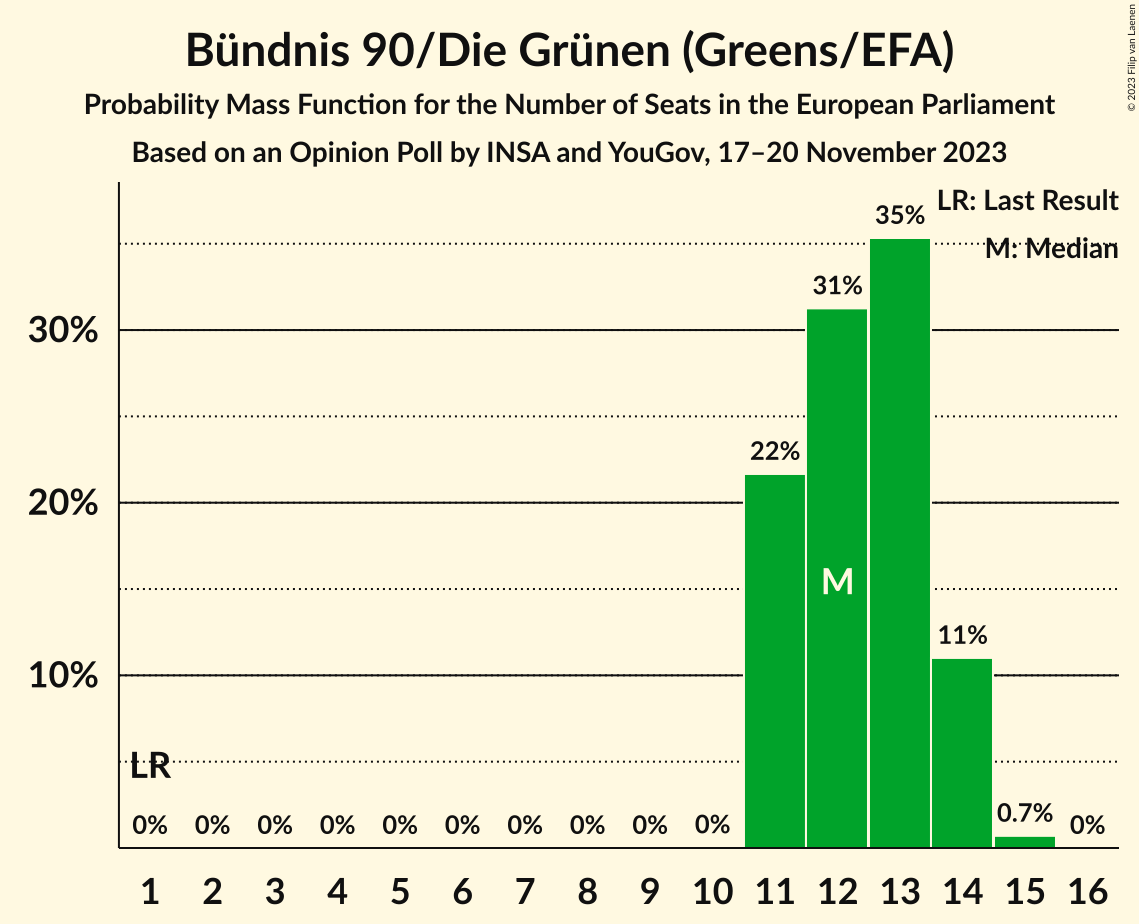 Bündnis 90/Die Grünen (Greens/EFA)
Probability Mass Function for the Number of Seats in the European Parliament
Based on an Opinion Poll by INSA and YouGov, 17–20 November 2023
© 2023 Filip van Laenen
LR: Last Result
M: Median
35%
31%
30%
22%
20%
M
11%
10%
LR
0% 0% 0% 0% 0% 0% 0% 0% 0% 0% 0.7% 0%
1 2 3 4 5 6 7 8 9 10 11 12 13 14 15 16